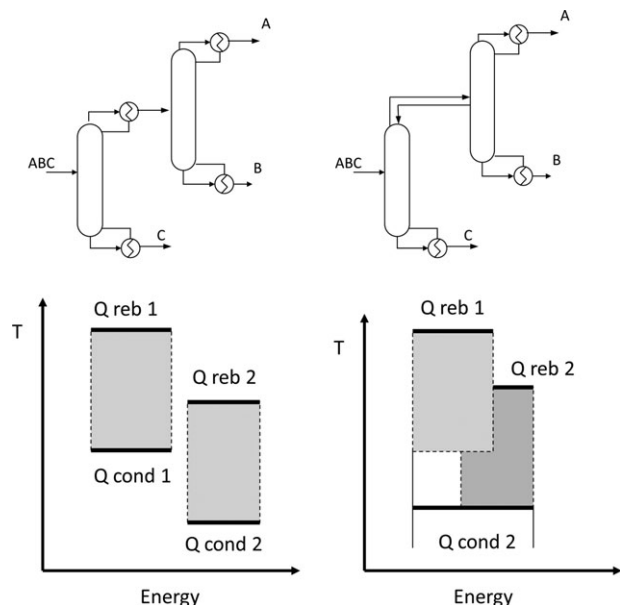 A
ABC
B
C
A
ABC
B
C
T
Q reb 1
Q reb 2
Q cond 1
Q cond 2
Energy
T
Q reb 1
Q reb 2
Q cond 2
Energy